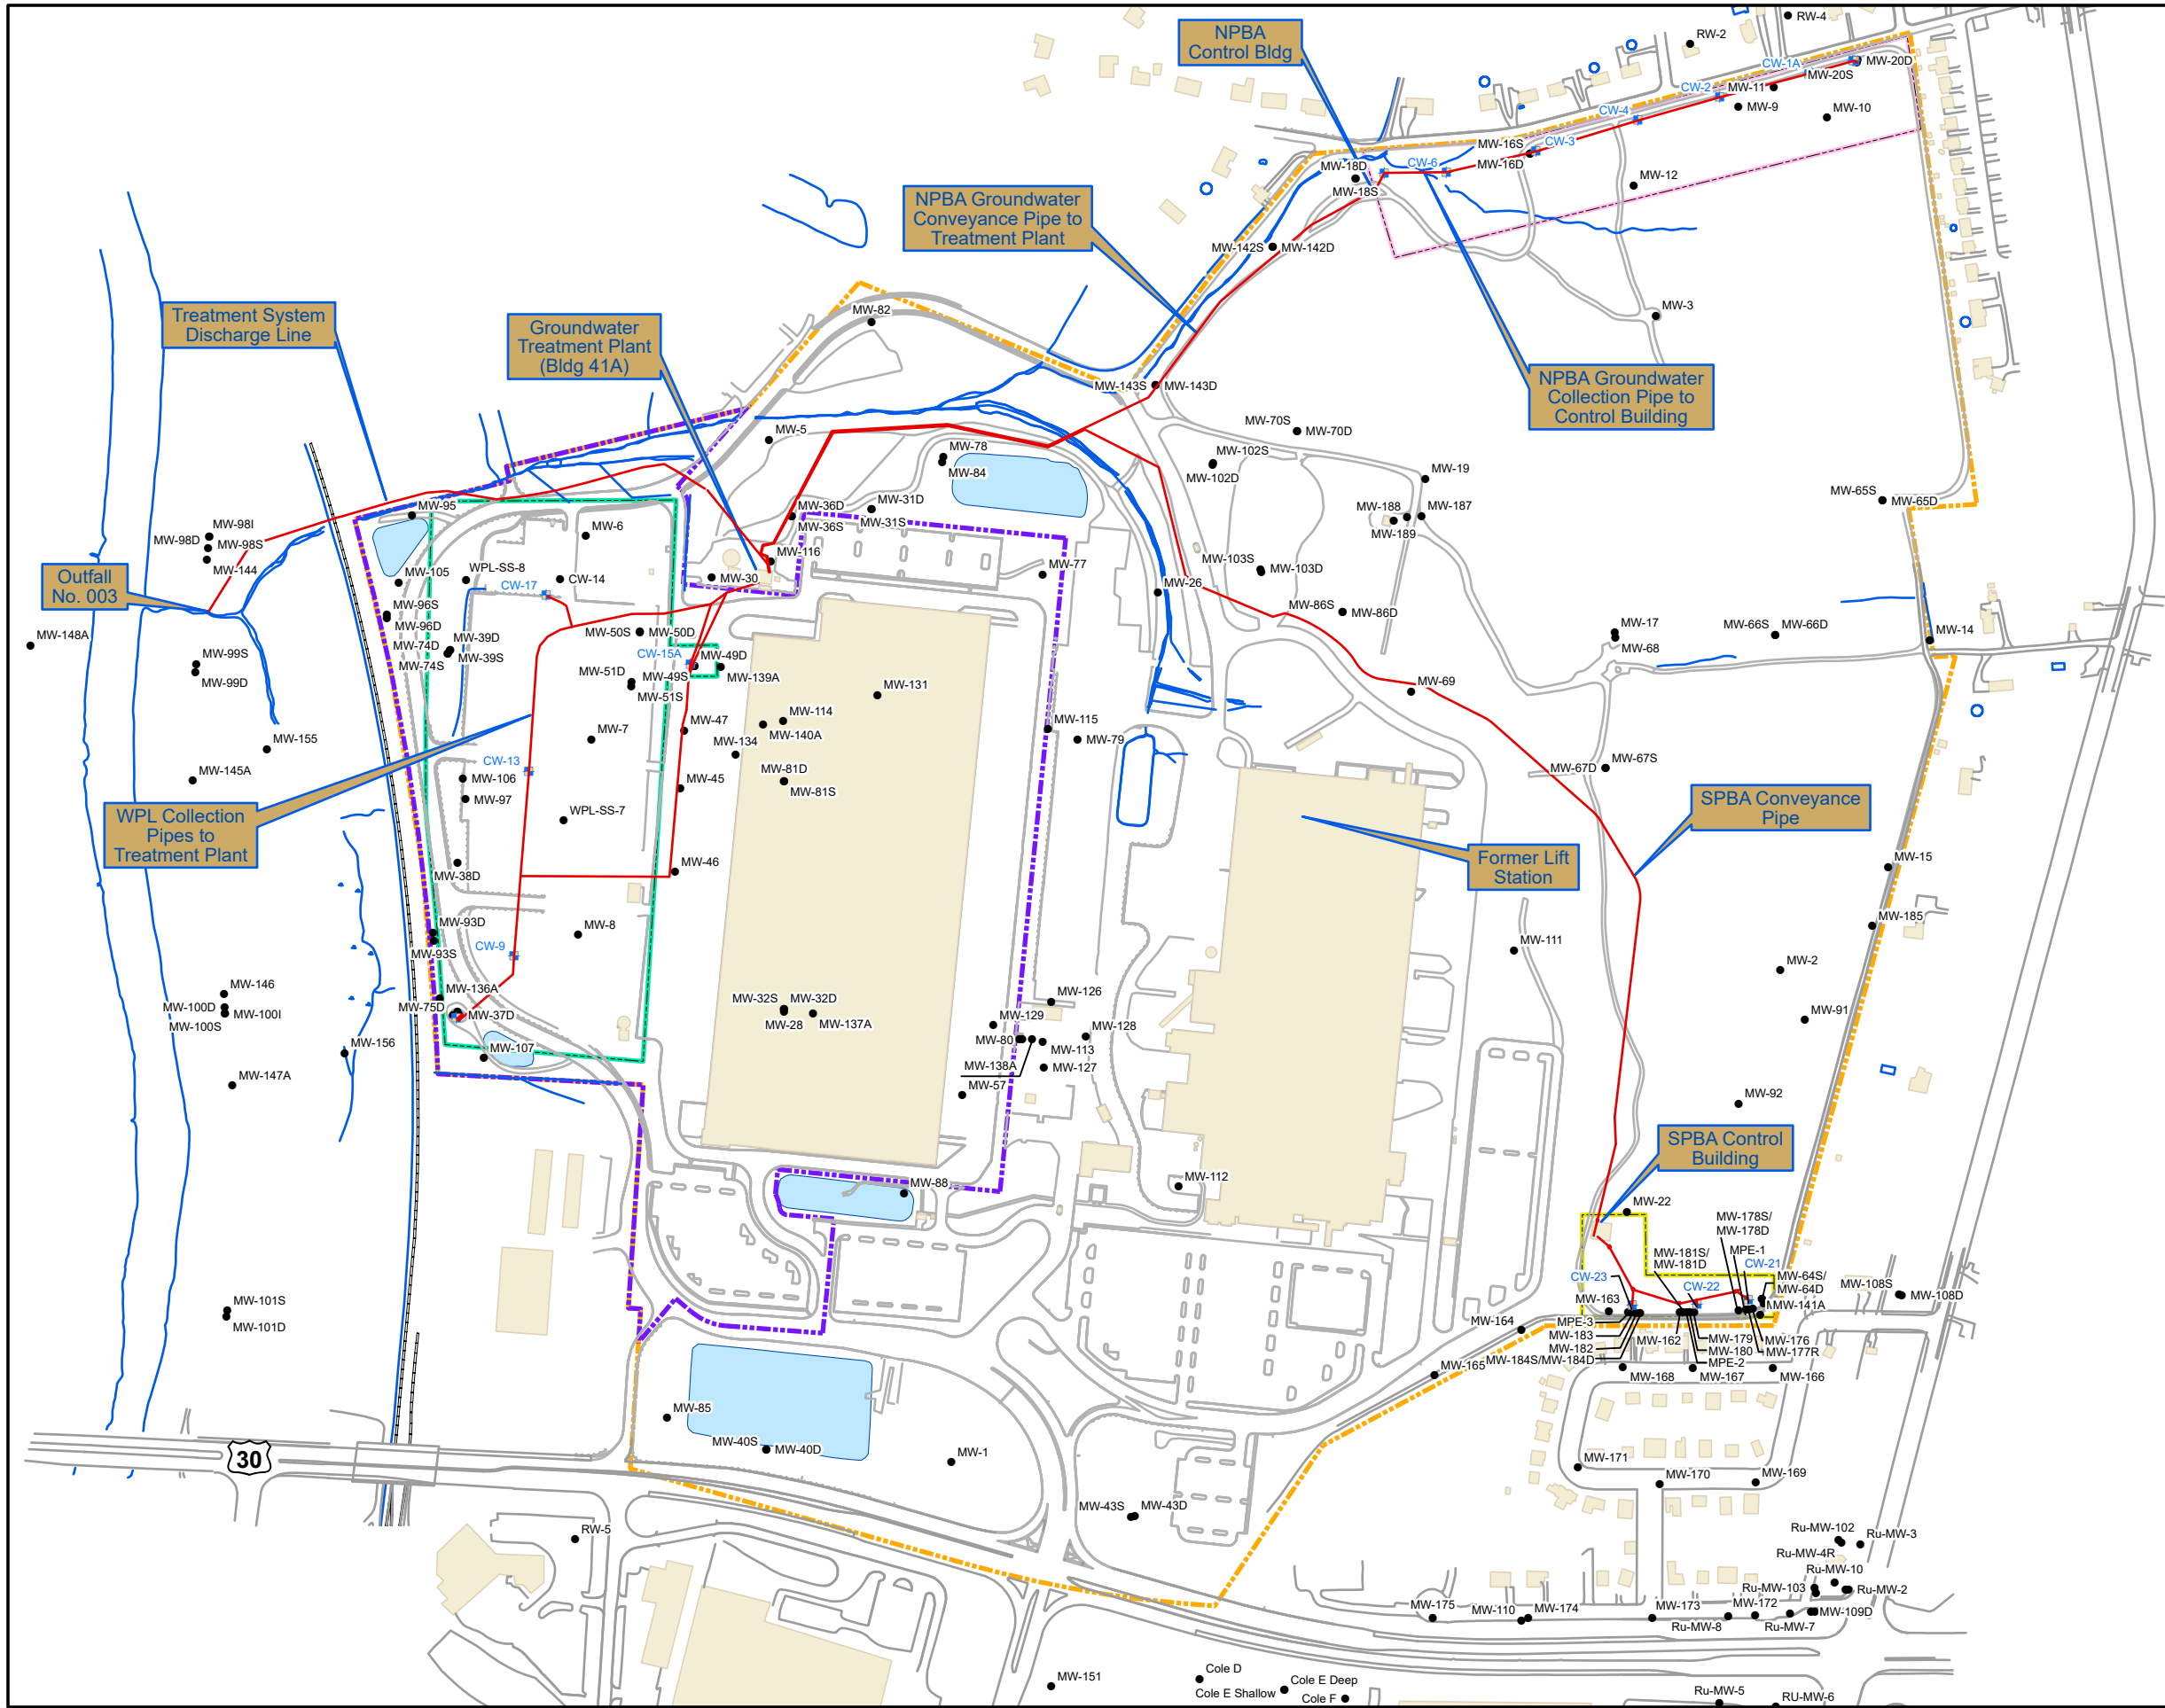 RW-4
NPBA
Control Bldg
RW-2
CW-1A
MW-20D
MW-20S
CW-2
MW-11
MW-9
MW-10
CW-4
MW-16S
CW-3
MW-16D
CW-6
MW-18D
MW-18S
MW-12
NPBA Groundwater
Conveyance Pipe to
Treatment Plant
MW-142S
MW-142D
MW-3
Treatment System
Discharge Line
Groundwater
Treatment Plant
(Bldg 41A)
MW-82
MW-143S
MW-143D
NPBA Groundwater
Collection Pipe to
Control Building
MW-5
MW-70S
MW-70D
MW-78
MW-84
MW-102S
MW-102D
MW-19
MW-65S
MW-65D
MW-95
MW-6
MW-36D
MW-36S
MW-31D
MW-31S
MW-188
MW-187
MW-189
MW-98I
MW-98D
MW-98S
MW-144
MW-116
MW-30
MW-77
MW-103S
MW-103D
MW-26
Outfall
No. 003
MW-105
WPL-SS-8
CW-14
CW-17
MW-96S
MW-96D
MW-86S
MW-86D
MW-148A
MW-39D
MW-74D
MW-39S
MW-74S
MW-50S
MW-50D
CW-15A
MW-49D
MW-49S
MW-139A
MW-17
MW-68
MW-66S
MW-66D
MW-14
MW-99S
MW-99D
MW-51D
MW-51S
MW-131
MW-69
MW-7
MW-47
MW-114
MW-140A
MW-134
MW-115
MW-79
MW-155
MW-145A
CW-13
MW-106
MW-97
MW-45
MW-81D
MW-81S
MW-67D
MW-67S
WPL Collection
Pipes to
Treatment Plant
WPL-SS-7
SPBA Conveyance
Pipe
MW-38D
MW-46
Former Lift
Station
MW-15
MW-93D
MW-93S
CW-9
MW-8
MW-111
MW-185
MW-2
MW-146
MW-100D
MW-100I
MW-100S
MW-136A
MW-75D
MW-37D
MW-32S
MW-32D
MW-28
MW-137A
MW-126
MW-129
MW-128
MW-80
MW-113
MW-138A
MW-127
MW-57
MW-91
MW-156
MW-107
MW-147A
MW-92
SPBA Control
Building
MW-88
MW-112
MW-22
MW-178S/
MW-178D
MW-181S/
MW-181D
MPE-1
CW-21
CW-23
CW-22
MW-64S/
MW-64D
MW-108S
MW-108D
MW-101S
MW-101D
MW-163
MW-141A
MW-164
MPE-3
MW-183
MW-182
MW-162
MW-179
MW-180
MPE-2
MW-176
MW-177R
MW-165
MW-184S/MW-184D
MW-168
MW-167
MW-166
MW-85
MW-40S
MW-40D
MW-1
30
MW-171
MW-170
MW-169
MW-43S
MW-43D
RW-5
Ru-MW-102
Ru-MW-3
Ru-MW-4R
Ru-MW-10
Ru-MW-103
Ru-MW-2
MW-175
MW-110
MW-174
MW-173
MW-172
MW-109D
Ru-MW-8
Ru-MW-7
MW-151
Cole D
Cole E Deep
Cole E Shallow
Cole F
Ru-MW-5
RU-MW-6